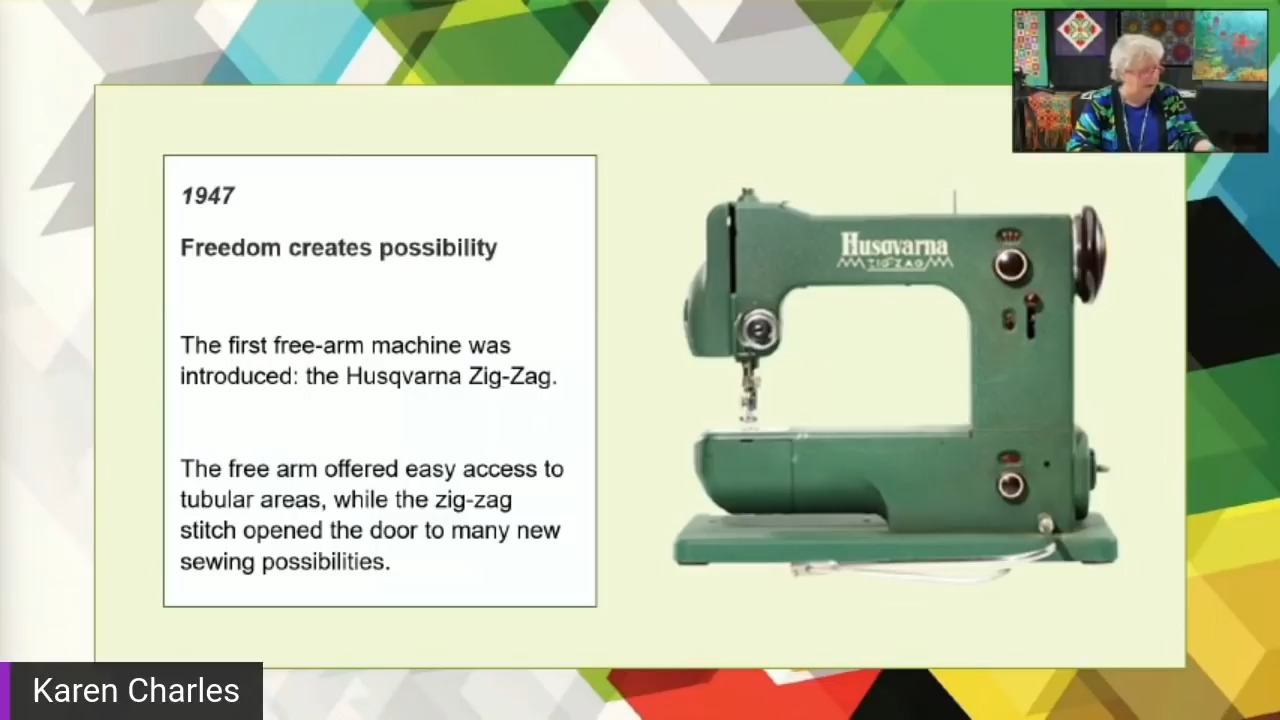 1947
Freedom creates possibility
The first free-arm machine was
introduced: the Husqvarna Zig-Zag.
The free arm offered easy access to
tubular areas, while the zig-zag
stitch opened the door to many new
sewing possibilities.
Husqvarna
ZIG-ZAG
Karen Charles